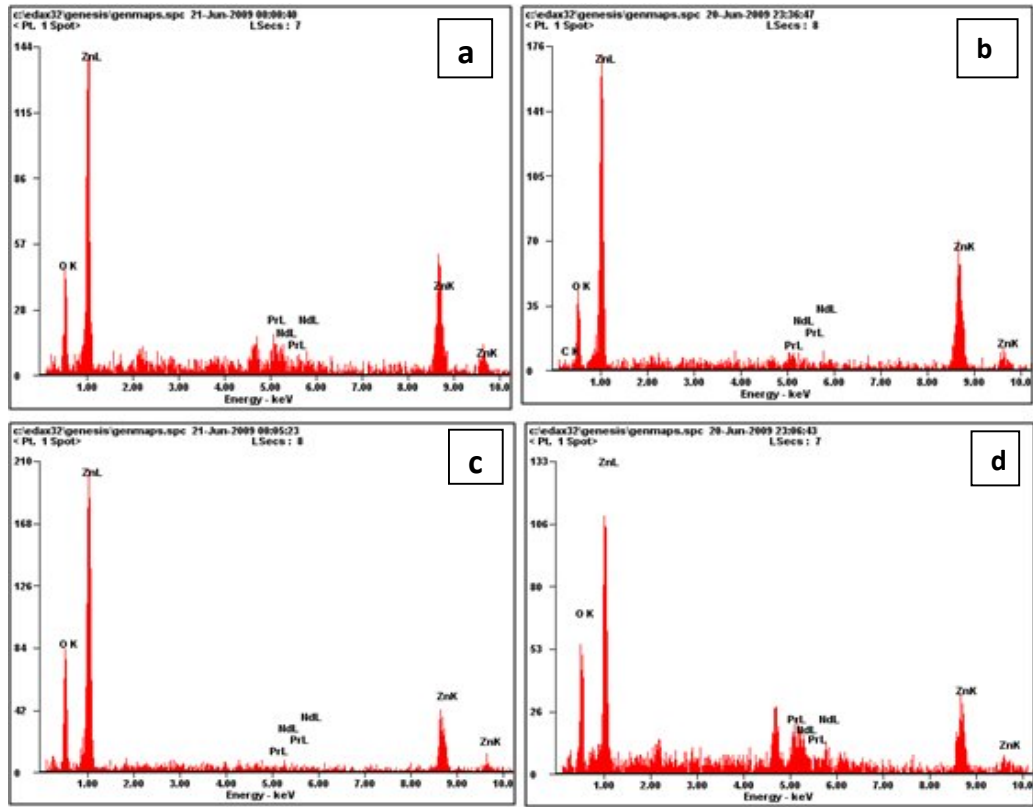 c:\edax32\genesis\genmaps.spc 21-Jun-2009 00:00:40
< Pt. 1 Spot> LSecs : 7
a
144
115
86
57
28
0
ZnL
O K
PrL
NdL
NdL
PrL
ZnK
ZnK
1.00 2.00 3.00 4.00 5.00 6.00 7.00 8.00 9.00 10.0
Energy - keV
c:\edax32\genesis\genmaps.spc 20-Jun-2009 23:36:47
< Pt. 1 Spot> LSecs : 8
b
176
141
105
70
35
0
ZnL
O K
C K
NdL
NdL
PrL
PrL
ZnK
ZnK
1.00 2.00 3.00 4.00 5.00 6.00 7.00 8.00 9.00 10.0
Energy - keV
c:\edax32\genesis\genmaps.spc 21-Jun-2009 00:05:23
< Pt. 1 Spot> LSecs : 8
c
210
168
126
84
42
0
ZnL
O K
NdL
NdL
PrL
PrL
ZnK
ZnK
1.00 2.00 3.00 4.00 5.00 6.00 7.00 8.00 9.00 10.0
Energy - keV
c:\edax32\genesis\genmaps.spc 20-Jun-2009 23:06:43
< Pt. 1 Spot> LSecs : 7
d
133
106
80
53
26
0
ZnL
O K
PrL
NdL
NdL
PrL
ZnK
ZnK
1.00 2.00 3.00 4.00 5.00 6.00 7.00 8.00 9.00 10.0
Energy - keV